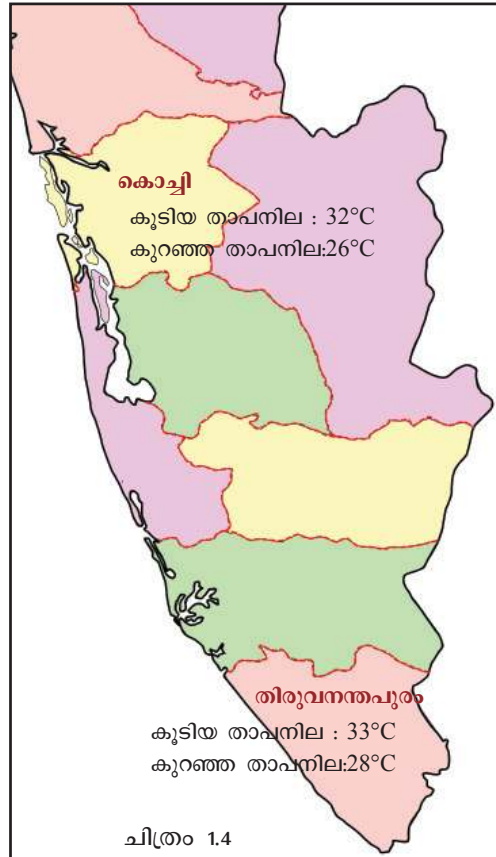 കൊച്ചി
കൂടിയ താപനില : 32°C
കുറഞ്ഞ താപനില:26°C
തിരുവനന്തപുരം
കൂടിയ താപനില : 33°C
കുറഞ്ഞ താപനില:28°C
ചിത്രം 1.4